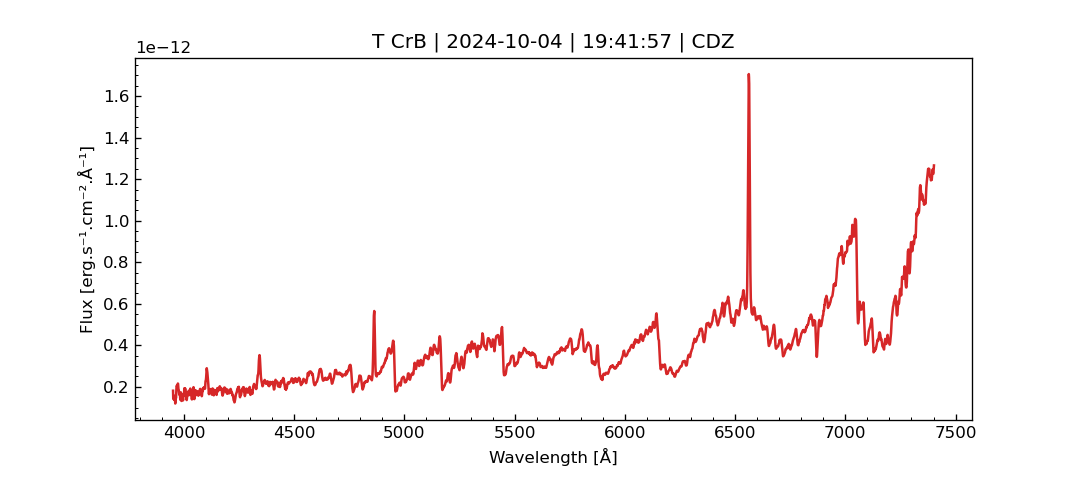 T CrB | 2024-10-04 | 19:41:57 | CDZ
1e−12
1.6
1.4
1.2
1.0
0.8
0.6
0.4
0.2
Flux [erg.s⁻¹.cm⁻².Å⁻¹]
4000 4500 5000 5500 6000 6500 7000 7500
Wavelength [Å]